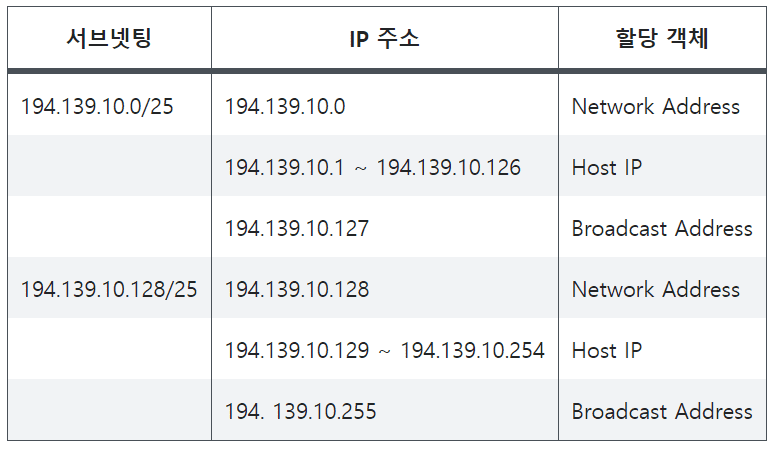 서브넷팅 IP 주소 할당 객체
194.139.10.0/25 194.139.10.0 Network Address
194.139.10.1 ~ 194.139.10.126 Host IP
194.139.10.127 Broadcast Address
194.139.10.128/25 194.139.10.128 Network Address
194.139.10.129 ~ 194.139.10.254 Host IP
194. 139.10.255 Broadcast Address